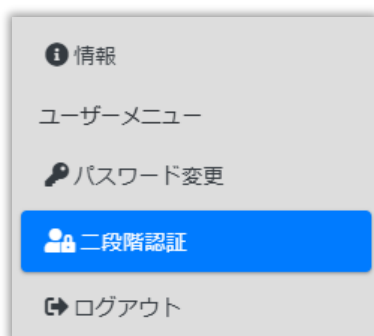 情報
ユーザーメニュー
パスワード変更
二段階認証
ログアウト